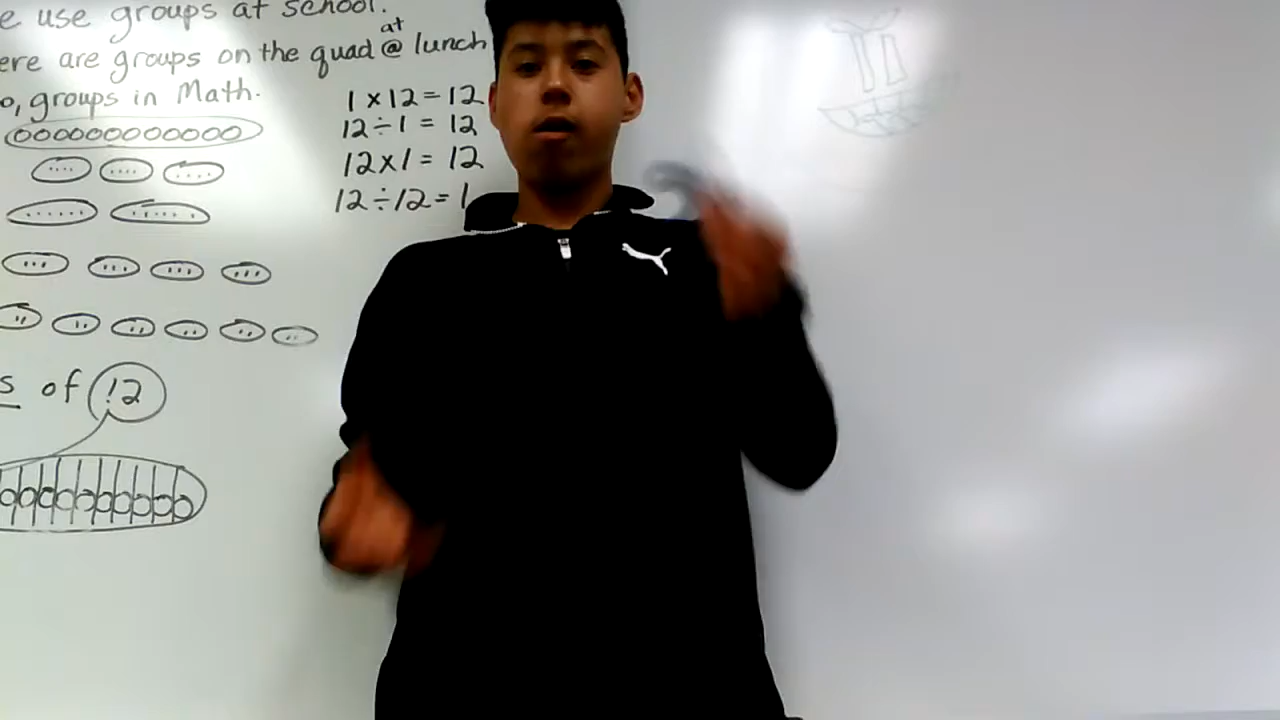 e use groups at school.
at
ere are groups on the quad @ lunch
o, groups in Math.
1 x 12 = 12
12 ÷ 1 = 12
12 x 1 = 12
12 ÷ 12 = 1
s of 12